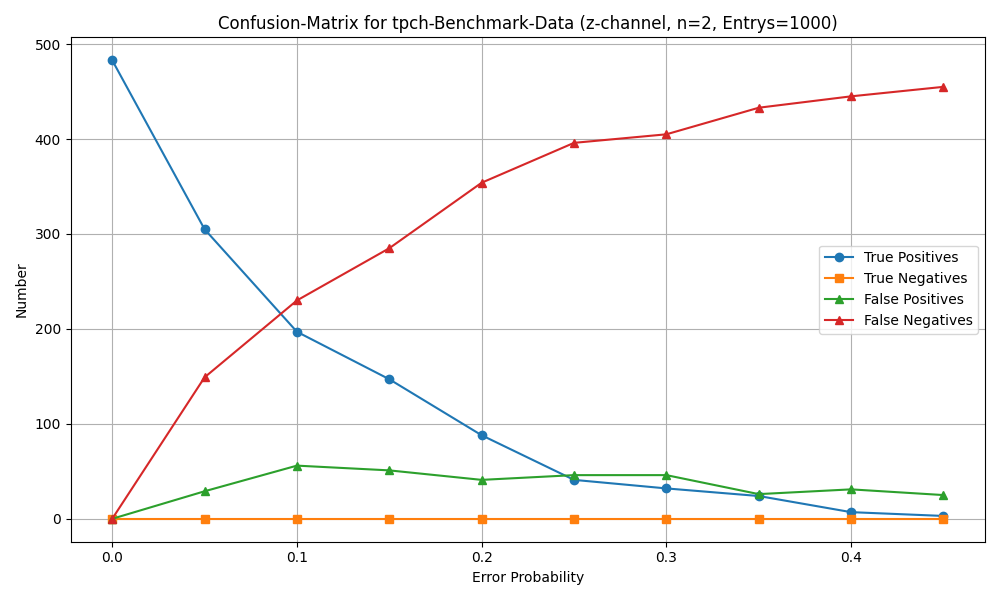 Confusion-Matrix for tpch-Benchmark-Data (z-channel, n=2, Entrys=1000)
500
400
300
200
100
0
Number
True Positives
True Negatives
False Positives
False Negatives
0.0 0.1 0.2 0.3 0.4
Error Probability